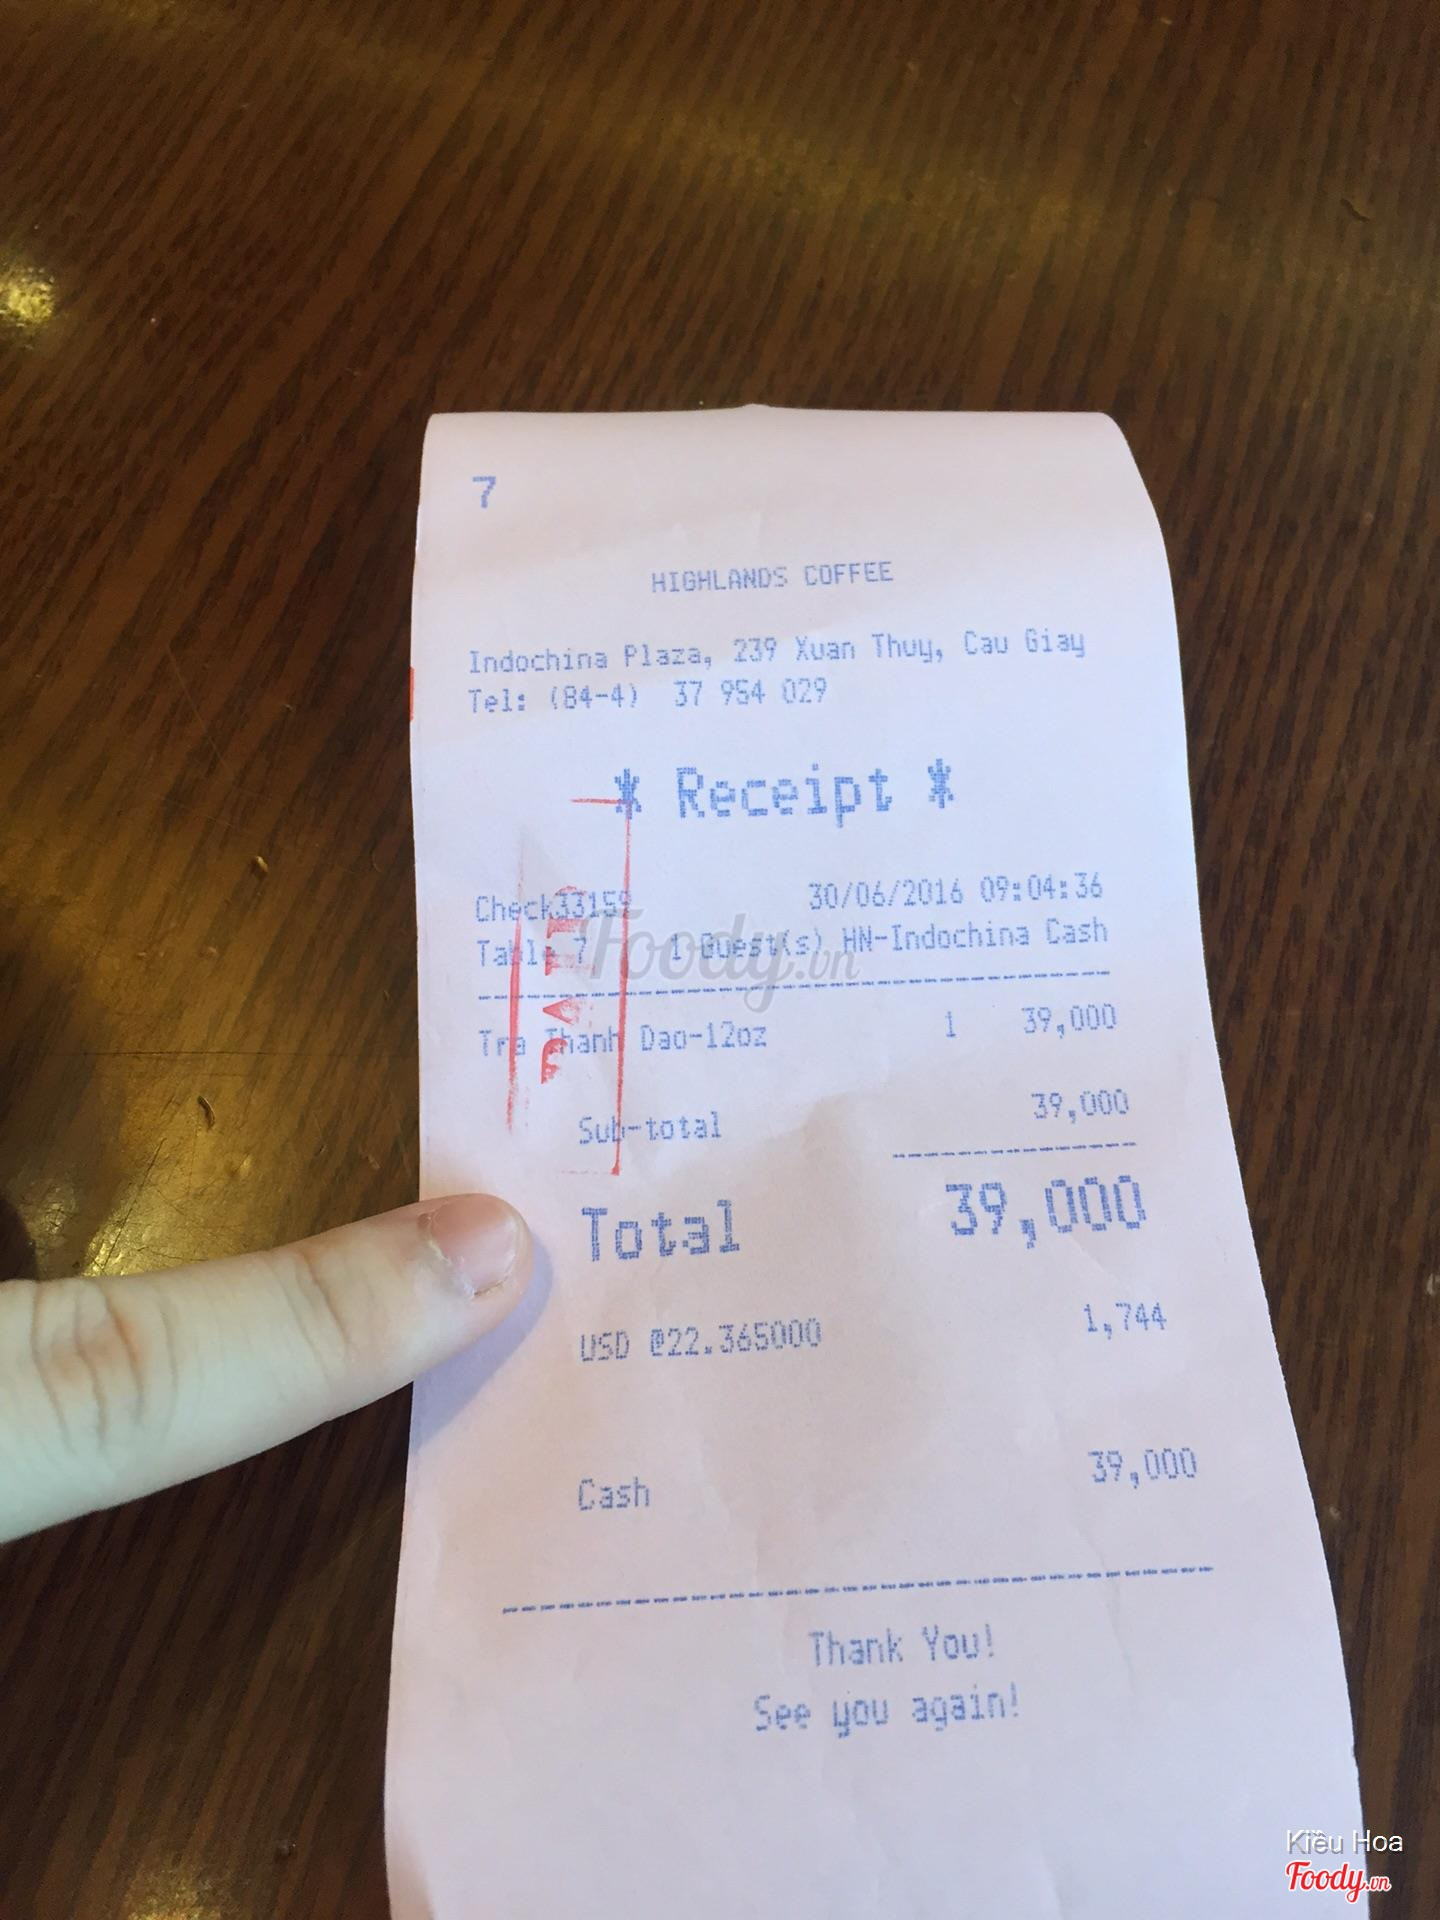 7
HIGHLANDS COFFEE
Indochina Plaza, 239 Xuan Thuy, Cau Giay
Tel: (84-4) 37 954 029
* Receipt *
Check33159 30/06/2016 09:04:36
Table 7 1 Guest(s) HN-Indochina Cash
Tra Thanh Dao-12oz 1 39,000
Sub-total 39,000
Total 39,000
USD @22.365000 1,744
Cash 39,000
Thank You!
See you again!
Foody.vn
Kiều Hoa
Foody.vn